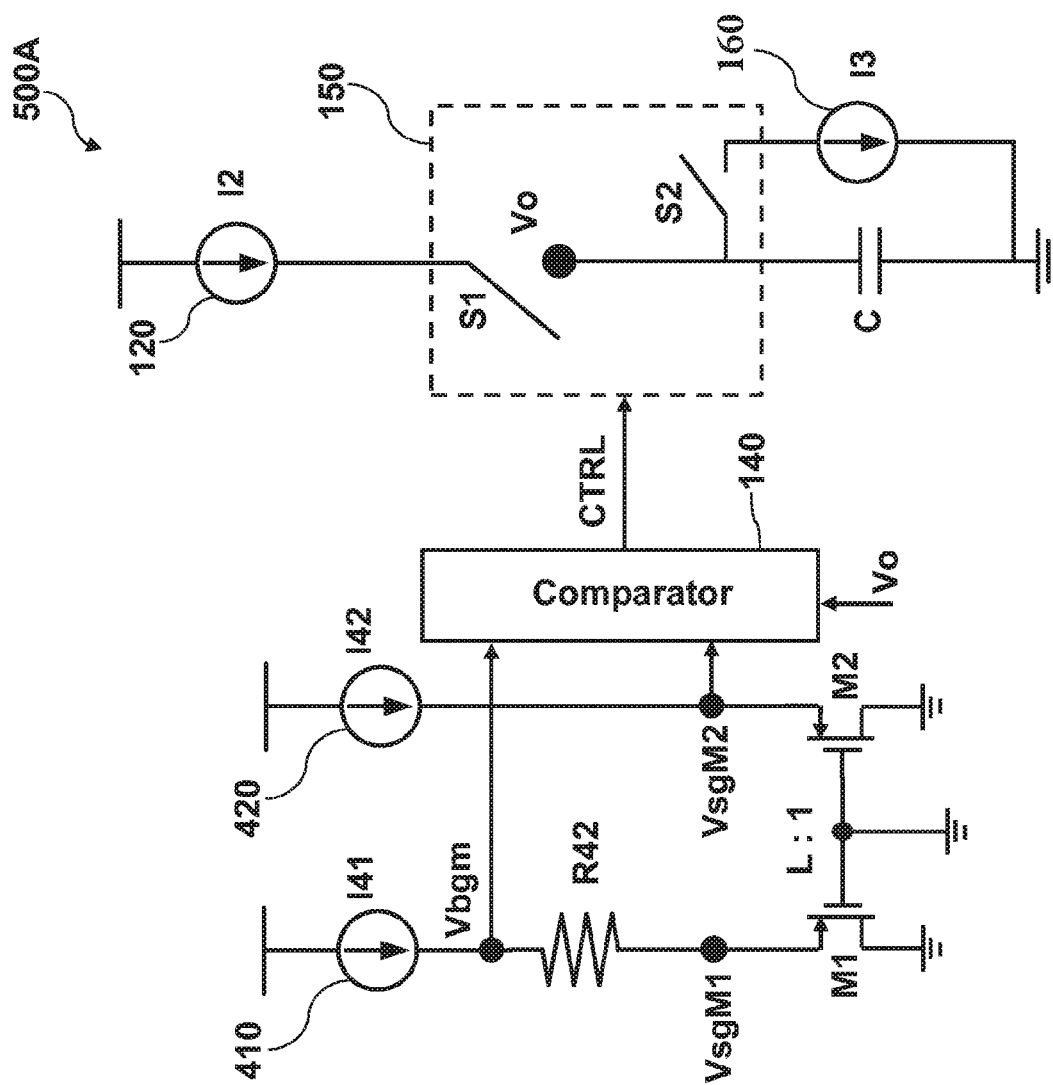 500A
I2
120
150
S1
Vo
S2
160
I3
C
CTRL
Comparator
140
Vo
I42
420
I41
410
Vbgm
R42
VsgM2
VsgM1
M2
L : 1
M1